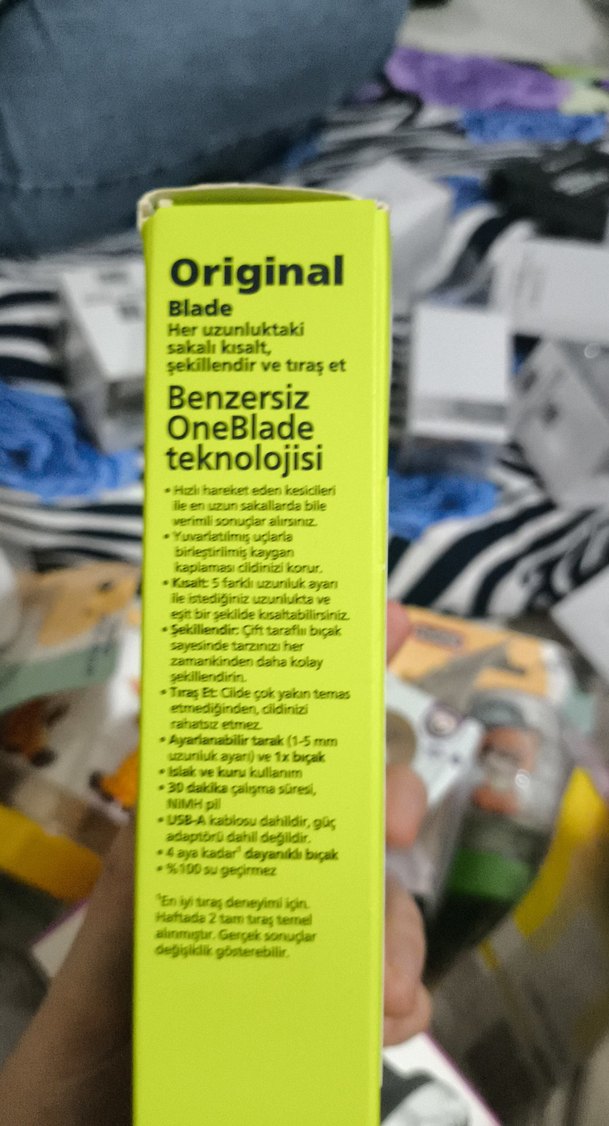 Original
Blade
Her uzunluktaki
sakalı kısalt,
şekillendir ve tıraş et
Benzersiz
OneBlade
teknolojisi
• Hızlı hareket eden kesicileri
ile en uzun sakallarda bile
verimli sonuçlar alırsınız.
• Yuvarlatılmış uçlarla
birleştirilmiş kaygan
kaplaması cildinizi korur.
• Kısalt: 5 farklı uzunluk ayarı
ile istediğiniz uzunlukta ve
eşit bir şekilde kısaltabilirsiniz.
• Şekillendir: Çift taraflı bıçak
sayesinde tarzınızı her
zamankinden daha kolay
şekillendirin.
• Tıraş Et: Cilde çok yakın temas
etmediğinden, cildinizi
rahatsız etmez.
• Ayarlanabilir tarak (1-5 mm
uzunluk ayarı) ve 1x bıçak
• Islak ve kuru kullanım
• 30 dakika çalışma süresi,
NiMH pil
• USB-A kablosu dahildir, güç
adaptörü dahil değildir.
• 4 aya kadar¹ dayanıklı bıçak
• %100 su geçirmez
¹En iyi tıraş deneyimi için.
Haftada 2 tam tıraş temel
alınmıştır. Gerçek sonuçlar
değişiklik gösterebilir.